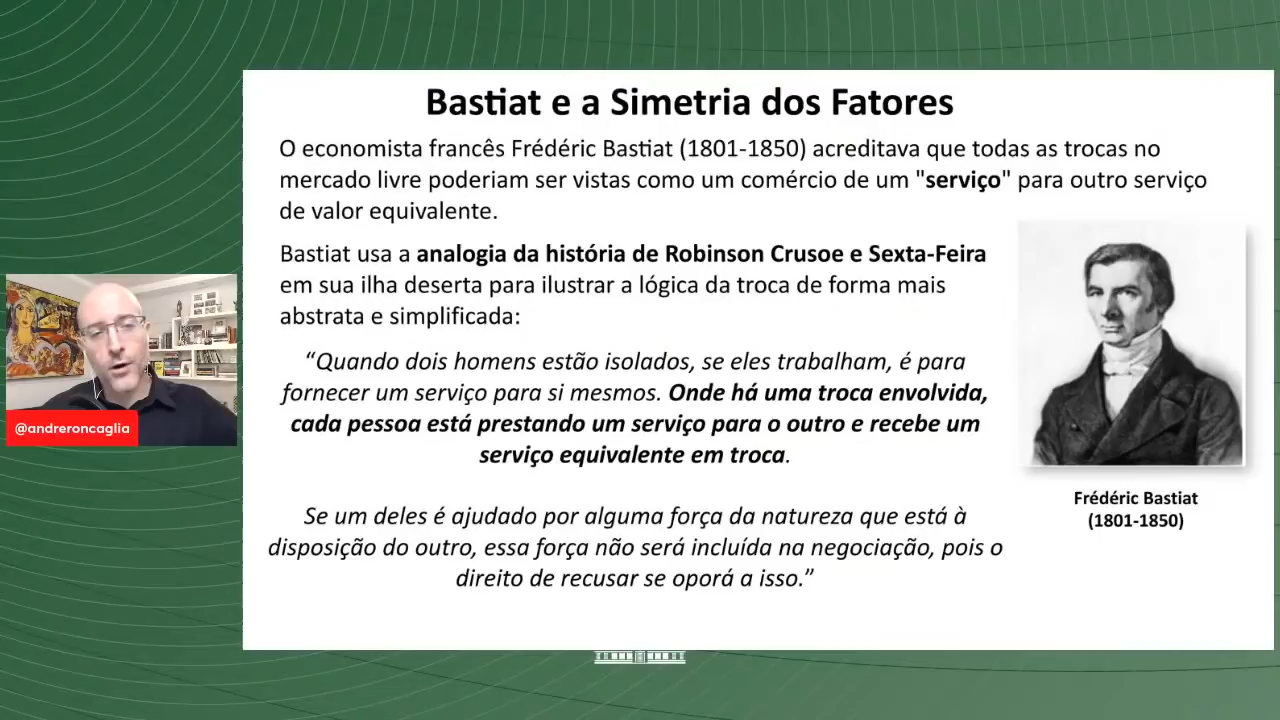 Bastiat e a Simetria dos Fatores
O economista francês Frédéric Bastiat (1801-1850) acreditava que todas as trocas no
mercado livre poderiam ser vistas como um comércio de um "serviço" para outro serviço
de valor equivalente.
Bastiat usa a analogia da história de Robinson Crusoe e Sexta-Feira
em sua ilha deserta para ilustrar a lógica da troca de forma mais
abstrata e simplificada:
“Quando dois homens estão isolados, se eles trabalham, é para
fornecer um serviço para si mesmos. Onde há uma troca envolvida,
cada pessoa está prestando um serviço para o outro e recebe um
serviço equivalente em troca.
Se um deles é ajudado por alguma força da natureza que está à
disposição do outro, essa força não será incluída na negociação, pois o
direito de recusar se oporá a isso.”
Frédéric Bastiat
(1801-1850)
@andreroncaglia